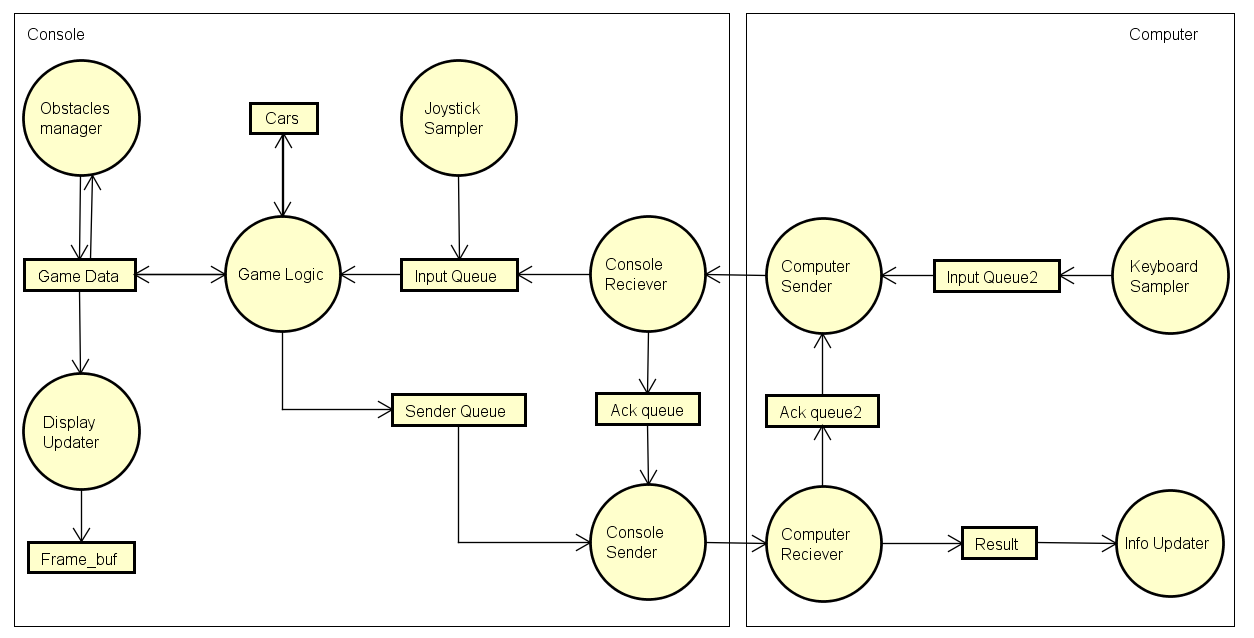 Console
Computer
Obstacles
manager
Cars
Joystick
Sampler
Game Data
Game Logic
Input Queue
Console
Reciever
Computer
Sender
Input Queue2
Keyboard
Sampler
Display
Updater
Sender Queue
Ack queue
Ack queue2
Frame_buf
Console
Sender
Computer
Reciever
Result
Info Updater